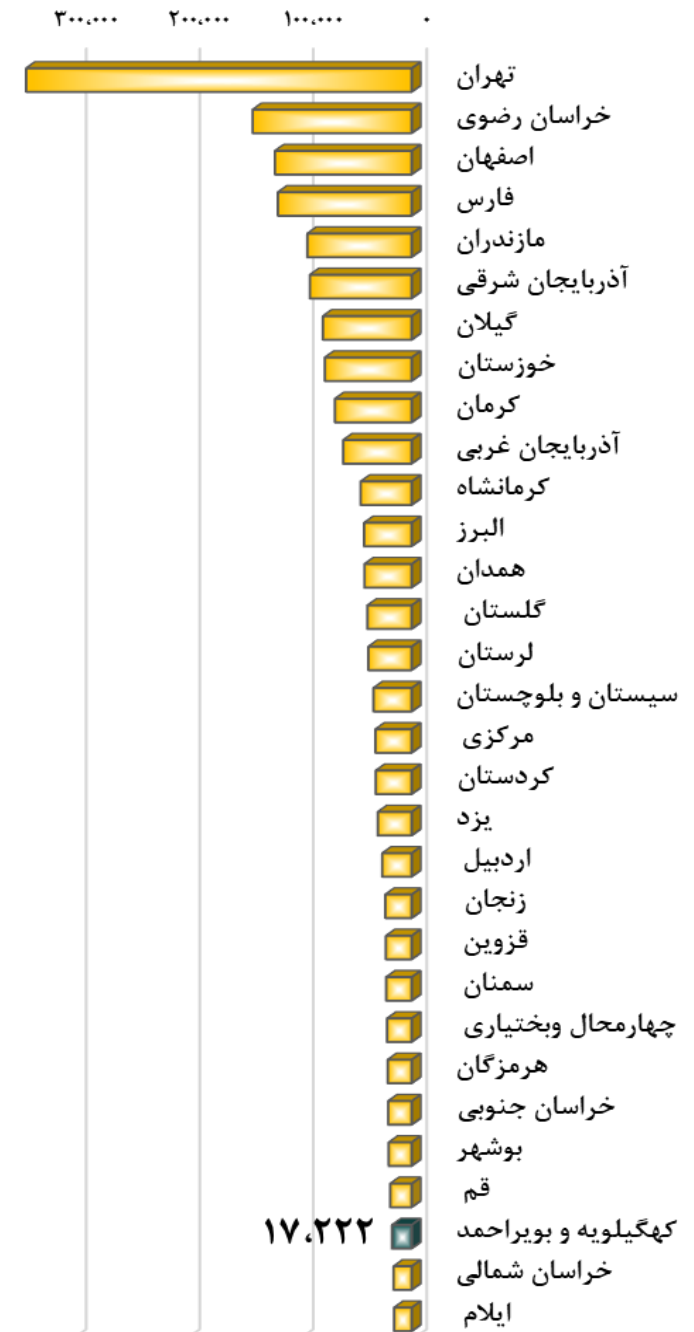 ۳۰۰،۰۰۰ ۲۰۰،۰۰۰ ۱۰۰،۰۰۰ ۰
تهران
خراسان رضوی
اصفهان
فارس
مازندران
آذربایجان شرقی
گیلان
خوزستان
کرمان
آذربایجان غربی
کرمانشاه
البرز
همدان
گلستان
لرستان
سیستان و بلوچستان
مرکزی
کردستان
یزد
اردبیل
زنجان
قزوین
سمنان
چهارمحال وبختیاری
هرمزگان
خراسان جنوبی
بوشهر
قم
کهگیلویه و بویراحمد ۱۷،۲۲۲
خراسان شمالی
ایلام